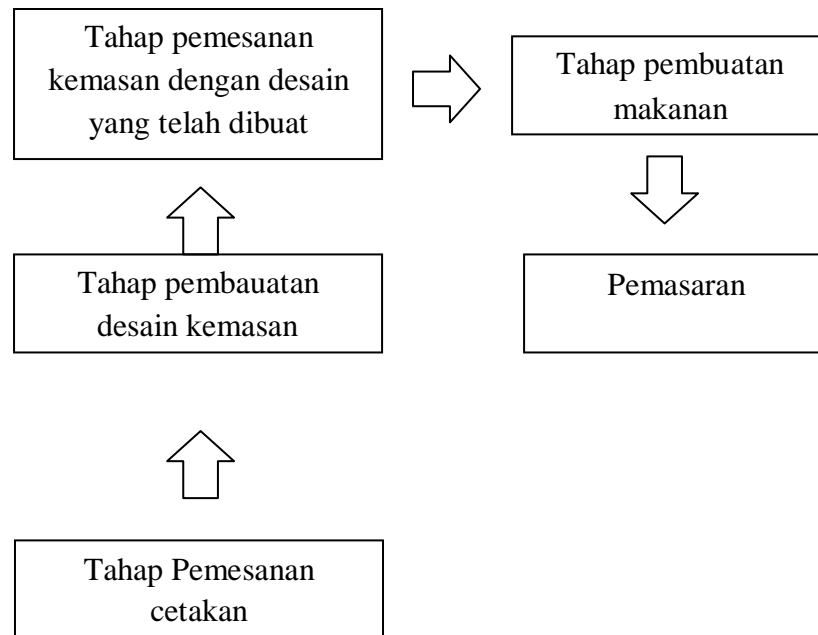 Tahap pemesanan
kemasan dengan desain
yang telah dibuat
Tahap pembuatan
makanan
Tahap pembauatan
desain kemasan
Pemasaran
Tahap Pemesanan
cetakan